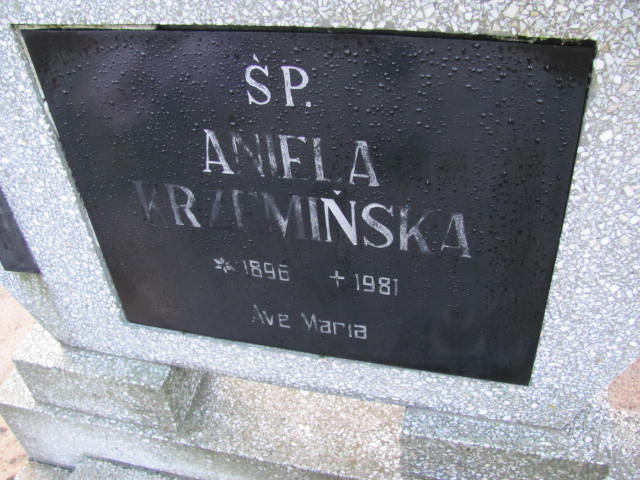 ŚP.
ANIELA
KRZEMIŃSKA
* 1896 + 1981
Ave Maria